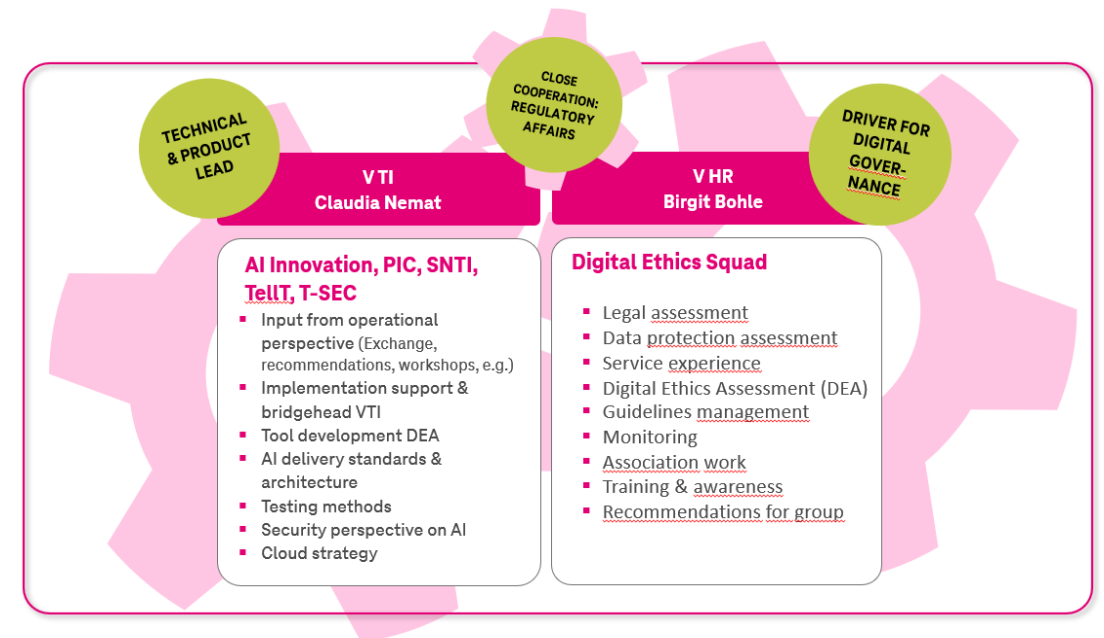 TECHNICAL
& PRODUCT
LEAD
CLOSE
COOPERATION:
REGULATORY
AFFAIRS
DRIVER FOR
DIGITAL
GOVER-
NANCE
V TI
Claudia Nemat
V HR
Birgit Bohle
AI Innovation, PIC, SNTI,
TellT, T-SEC
Input from operational
perspective (Exchange,
recommendations, workshops, e.g.)
Implementation support &
bridgehead VTI
Tool development DEA
AI delivery standards &
architecture
Testing methods
Security perspective on AI
Cloud strategy
Digital Ethics Squad
Legal assessment
Data protection assessment
Service experience
Digital Ethics Assessment (DEA)
Guidelines management
Monitoring
Association work
Training & awareness
Recommendations for group